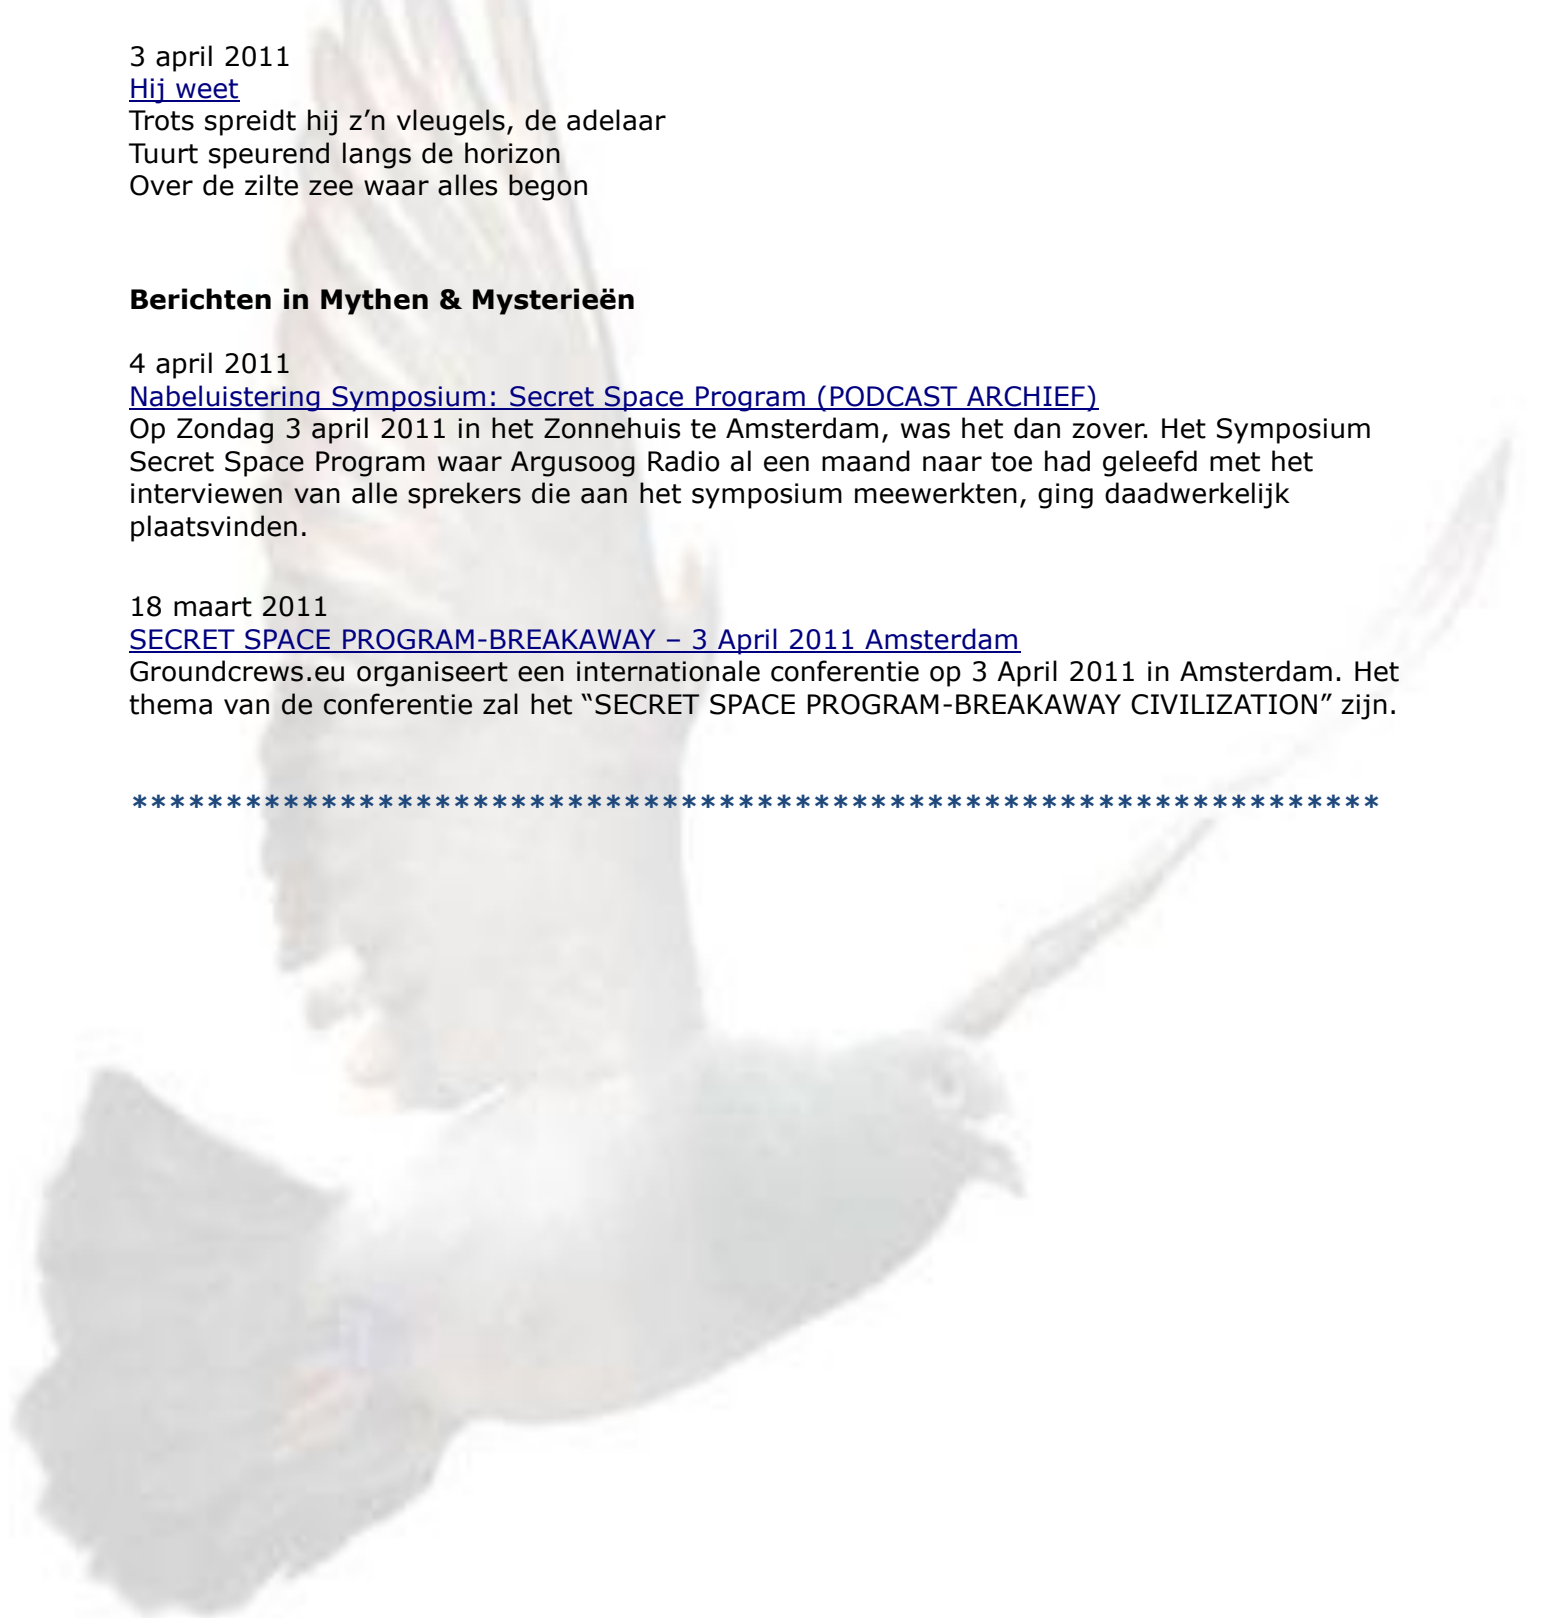 3 april 2011
Hij weet
Trots spreidt hij z’n vleugels, de adelaar
Tuurt speurend langs de horizon
Over de zilte zee waar alles begon
Berichten in Mythen & Mysterieën
4 april 2011
Nabeluistering Symposium: Secret Space Program (PODCAST ARCHIEF)
Op Zondag 3 april 2011 in het Zonnehuis te Amsterdam, was het dan zover. Het Symposium
Secret Space Program waar Argusoog Radio al een maand naar toe had geleefd met het
interviewen van alle sprekers die aan het symposium meewerkten, ging daadwerkelijk
plaatsvinden.
18 maart 2011
SECRET SPACE PROGRAM-BREAKAWAY – 3 April 2011 Amsterdam
Groundcrews.eu organiseert een internationale conferentie op 3 April 2011 in Amsterdam. Het
thema van de conferentie zal het “SECRET SPACE PROGRAM-BREAKAWAY CIVILIZATION” zijn.
******************************************************************